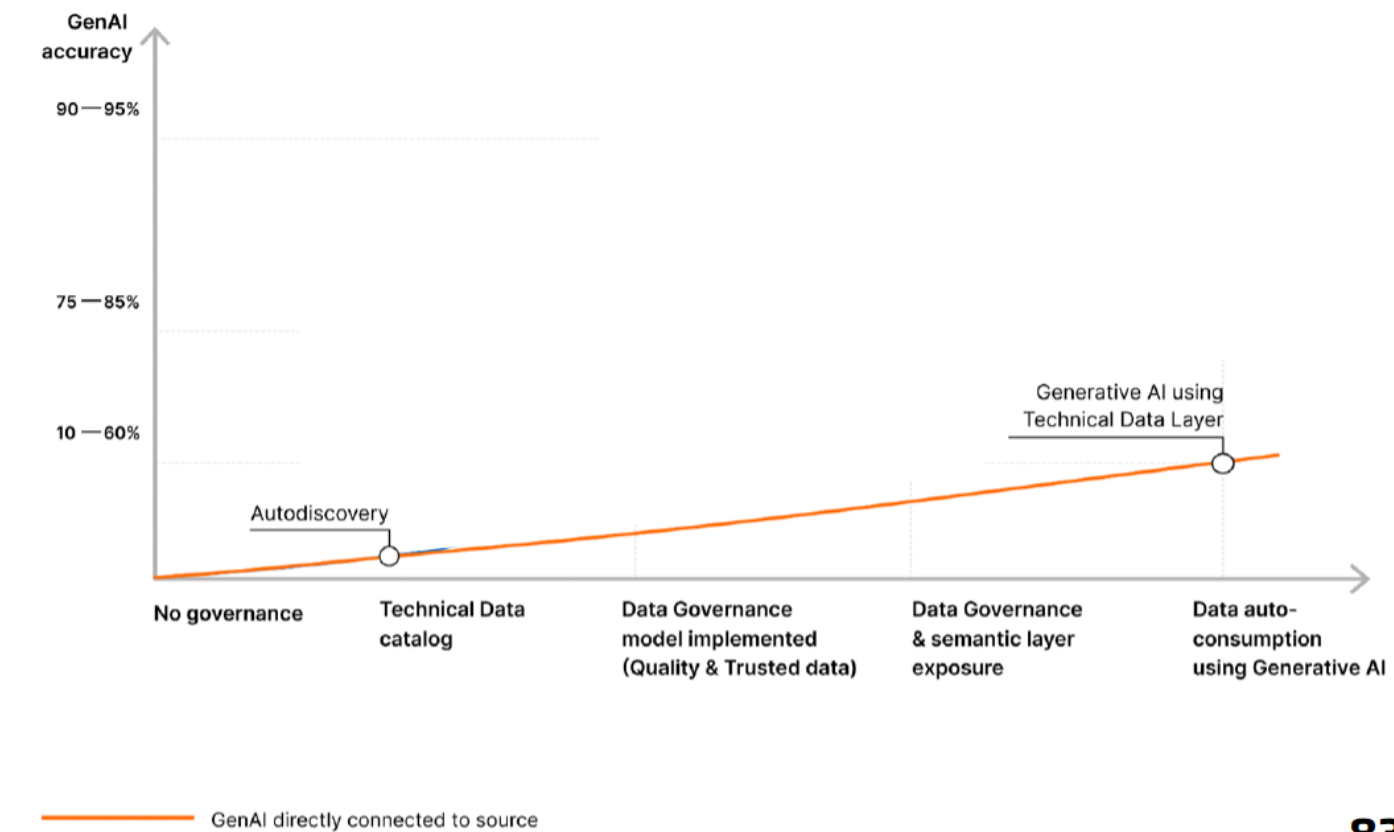 GenAI
accuracy
90—95%
75—85%
10—60%
Generative AI using
Technical Data Layer
Autodiscovery
No governance
Technical Data
catalog
Data Governance
model implemented
(Quality & Trusted data)
Data Governance
& semantic layer
exposure
Data auto-
consumption
using Generative AI
GenAI directly connected to source